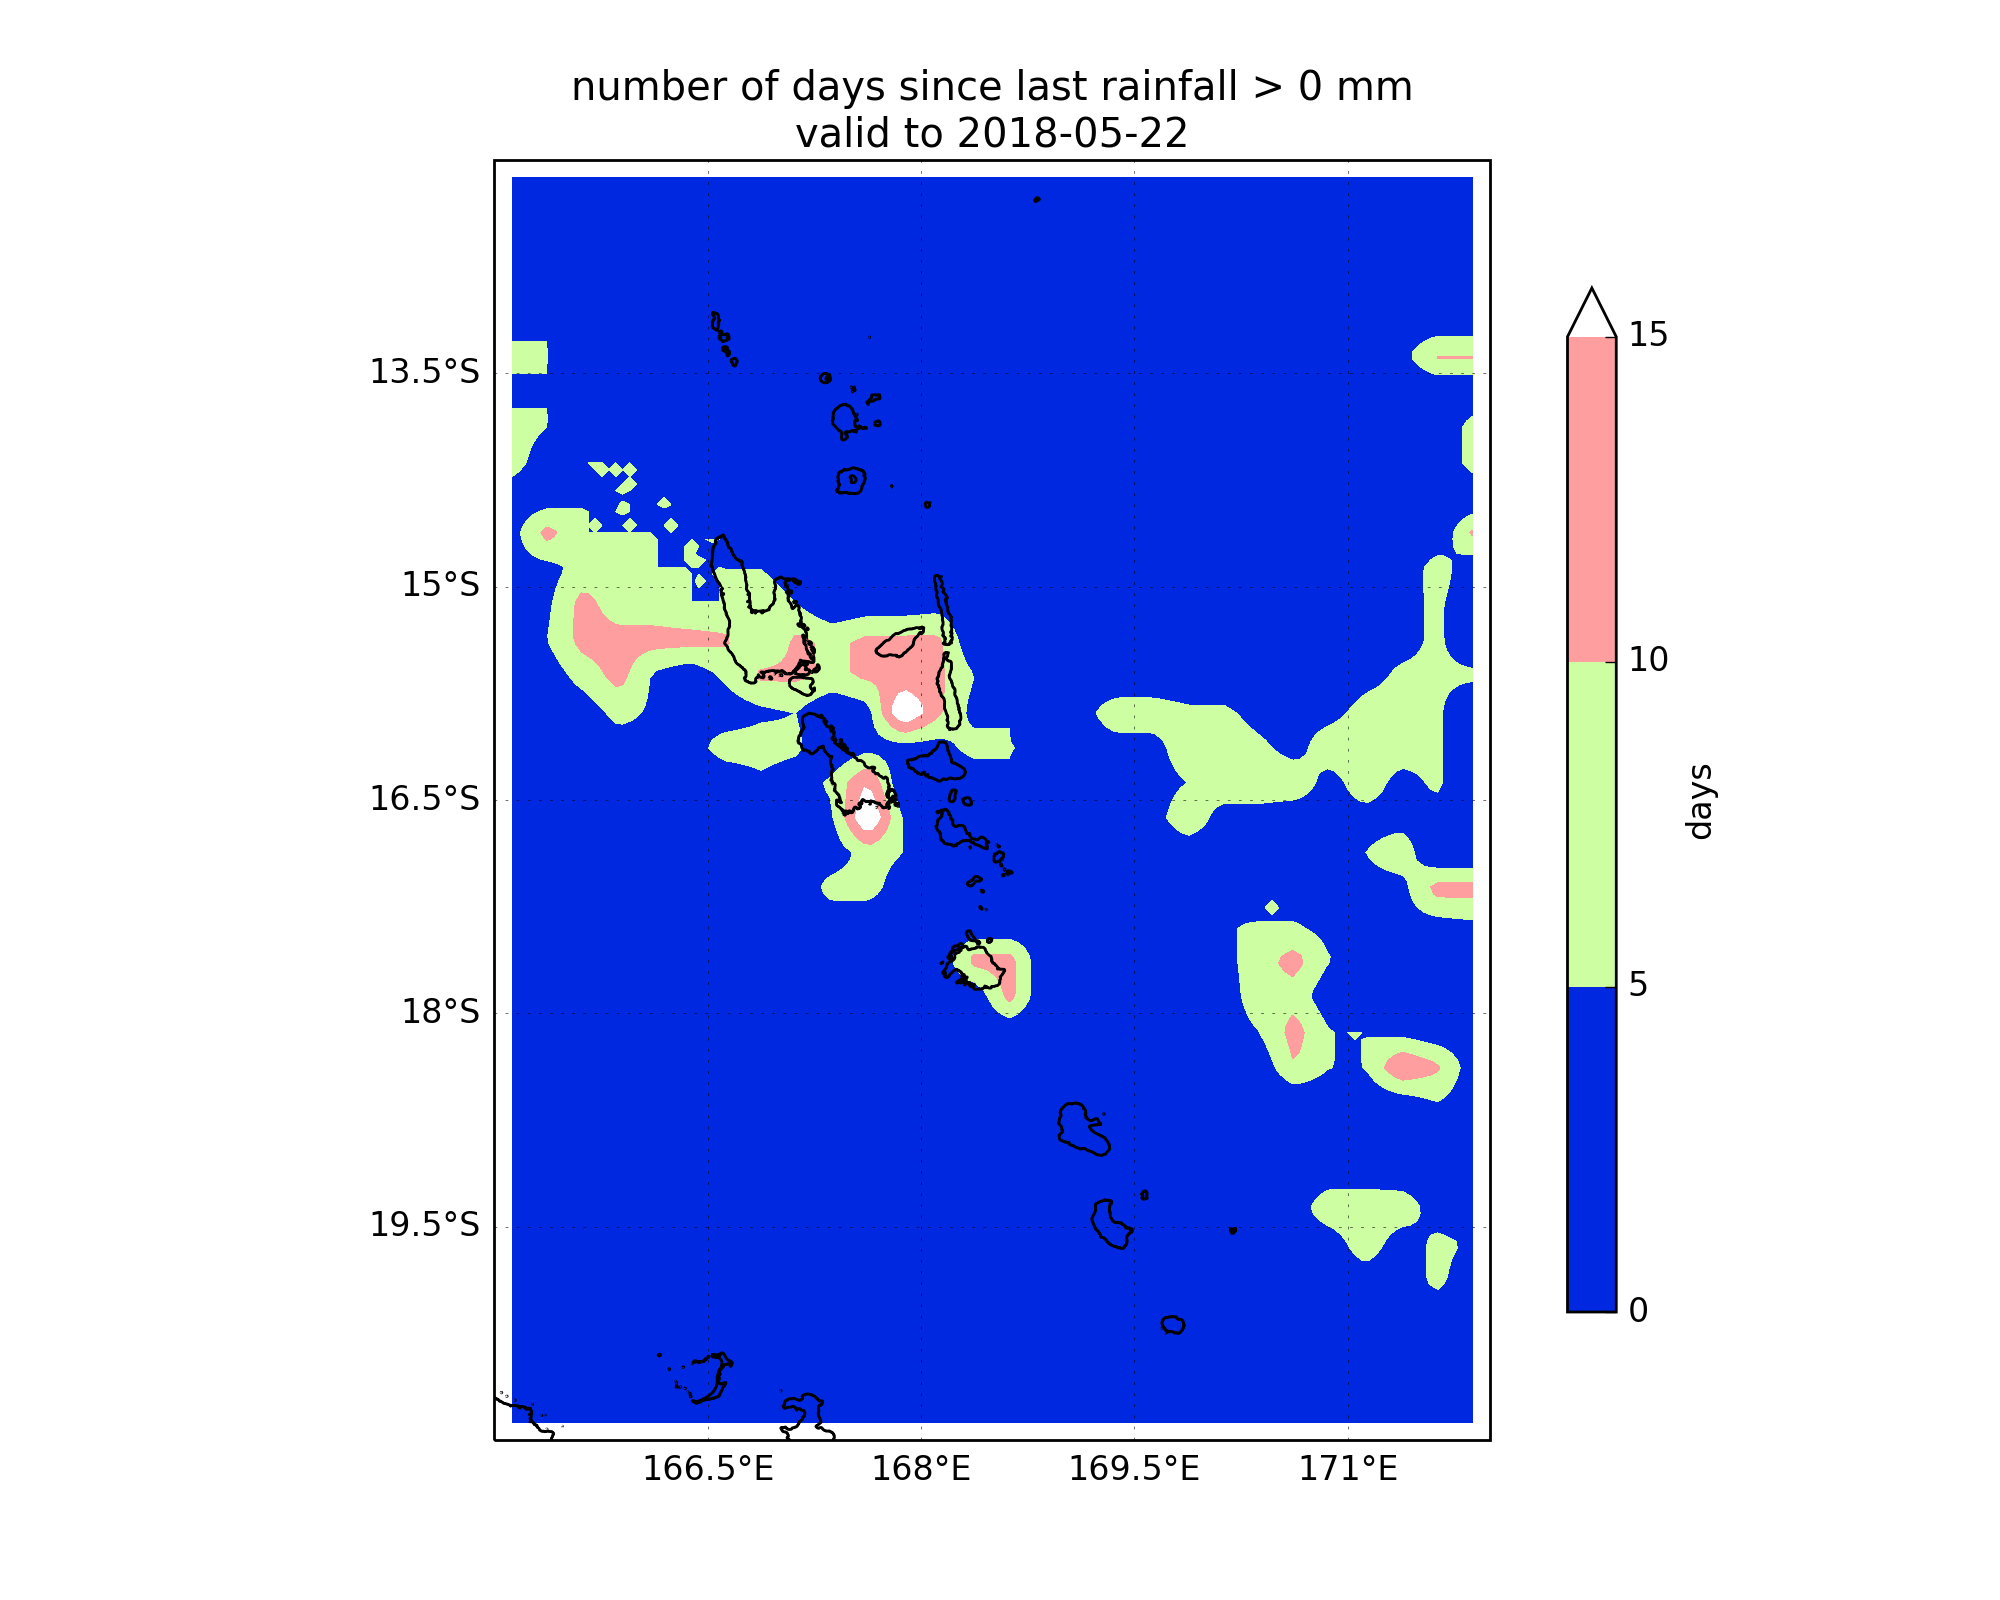 number of days since last rainfall > 0 mm
valid to 2018-05-22
13.5°S
15°S
16.5°S
18°S
19.5°S
166.5°E
168°E
169.5°E
171°E
15
10
5
0
days